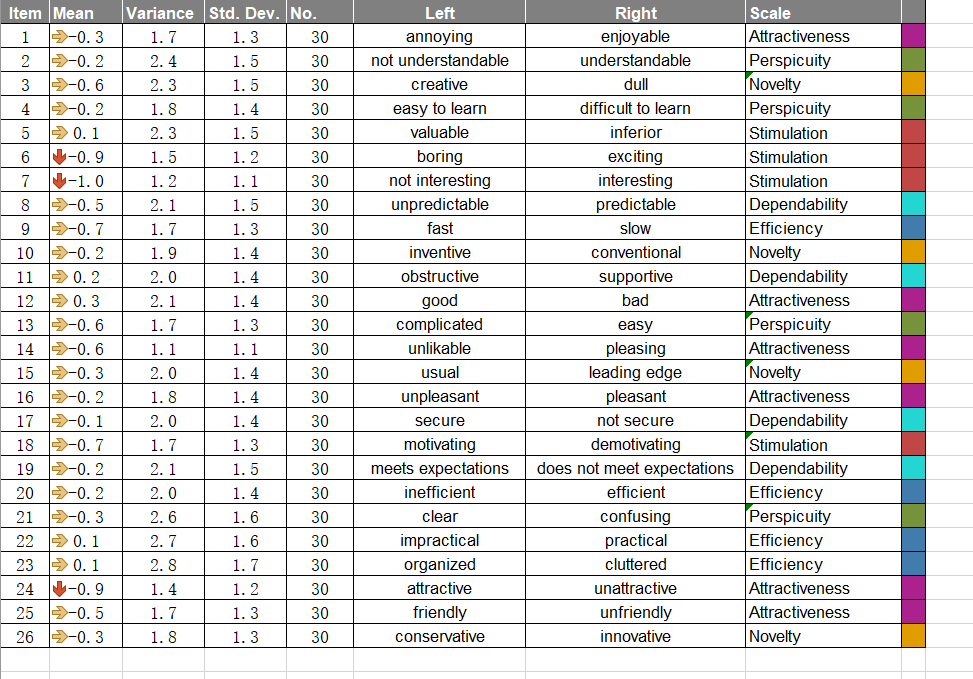 Item Mean Variance Std. Dev. No. Left Right Scale
1 -0.3 1.7 1.3 30 annoying enjoyable Attractiveness
2 -0.2 2.4 1.5 30 not understandable understandable Perspicuity
3 -0.6 2.3 1.5 30 creative dull Novelty
4 -0.2 1.8 1.4 30 easy to learn difficult to learn Perspicuity
5 0.1 2.3 1.5 30 valuable inferior Stimulation
6 -0.9 1.5 1.2 30 boring exciting Stimulation
7 -1.0 1.2 1.1 30 not interesting interesting Stimulation
8 -0.5 2.1 1.5 30 unpredictable predictable Dependability
9 -0.7 1.7 1.3 30 fast slow Efficiency
10 -0.2 1.9 1.4 30 inventive conventional Novelty
11 0.2 2.0 1.4 30 obstructive supportive Dependability
12 0.3 2.1 1.4 30 good bad Attractiveness
13 -0.6 1.7 1.3 30 complicated easy Perspicuity
14 -0.6 1.1 1.1 30 unlikable pleasing Attractiveness
15 -0.3 2.0 1.4 30 usual leading edge Novelty
16 -0.2 1.8 1.4 30 unpleasant pleasant Attractiveness
17 -0.1 2.0 1.4 30 secure not secure Dependability
18 -0.7 1.7 1.3 30 motivating demotivating Stimulation
19 -0.2 2.1 1.5 30 meets expectations does not meet expectations Dependability
20 -0.2 2.0 1.4 30 inefficient efficient Efficiency
21 -0.3 2.6 1.6 30 clear confusing Perspicuity
22 0.1 2.7 1.6 30 impractical practical Efficiency
23 0.1 2.8 1.7 30 organized cluttered Efficiency
24 -0.9 1.4 1.2 30 attractive unattractive Attractiveness
25 -0.5 1.7 1.3 30 friendly unfriendly Attractiveness
26 -0.3 1.8 1.3 30 conservative innovative Novelty